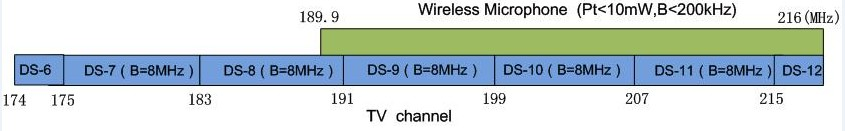 Wireless Microphone (Pt<10mW,B<200kHz)
189.9
216(MHz)
DS-6
DS-7 ( B=8MHz )
DS-8 ( B=8MHz )
DS-9 ( B=8MHz )
DS-10 ( B=8MHz )
DS-11 ( B=8MHz )
DS-12
174
175
183
191
199
207
215
TV channel